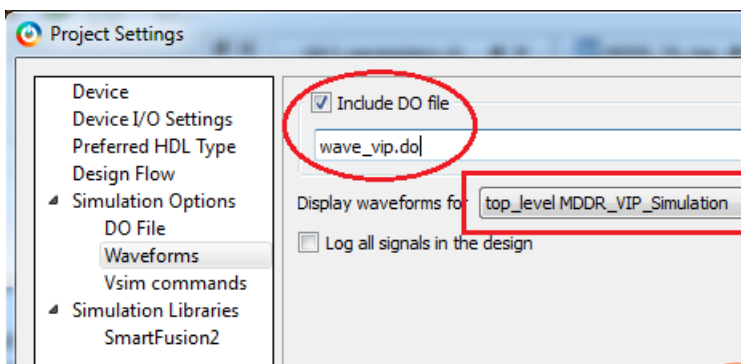 Project Settings
Device
Device I/O Settings
Preferred HDL Type
Design Flow
Simulation Options
DO File
Waveforms
Vsim commands
Simulation Libraries
SmartFusion2
Include DO file
wave_vip.do
Display waveforms for top_level MDDR_VIP_Simulation
Log all signals in the design